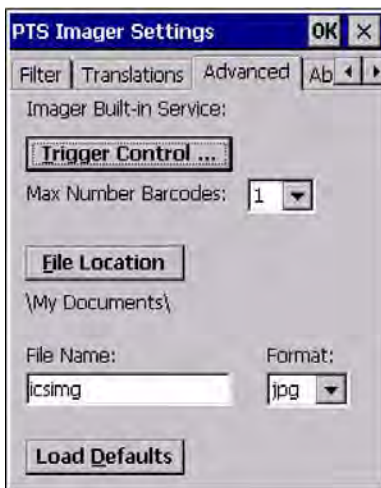 PTS Imager Settings OK ×
Filter Translations Advanced Ab
Imager Built-in Service:
Trigger Control ...
Max Number Barcodes: 1
File Location
\My Documents\
File Name: Format:
icsimg jpg
Load Defaults